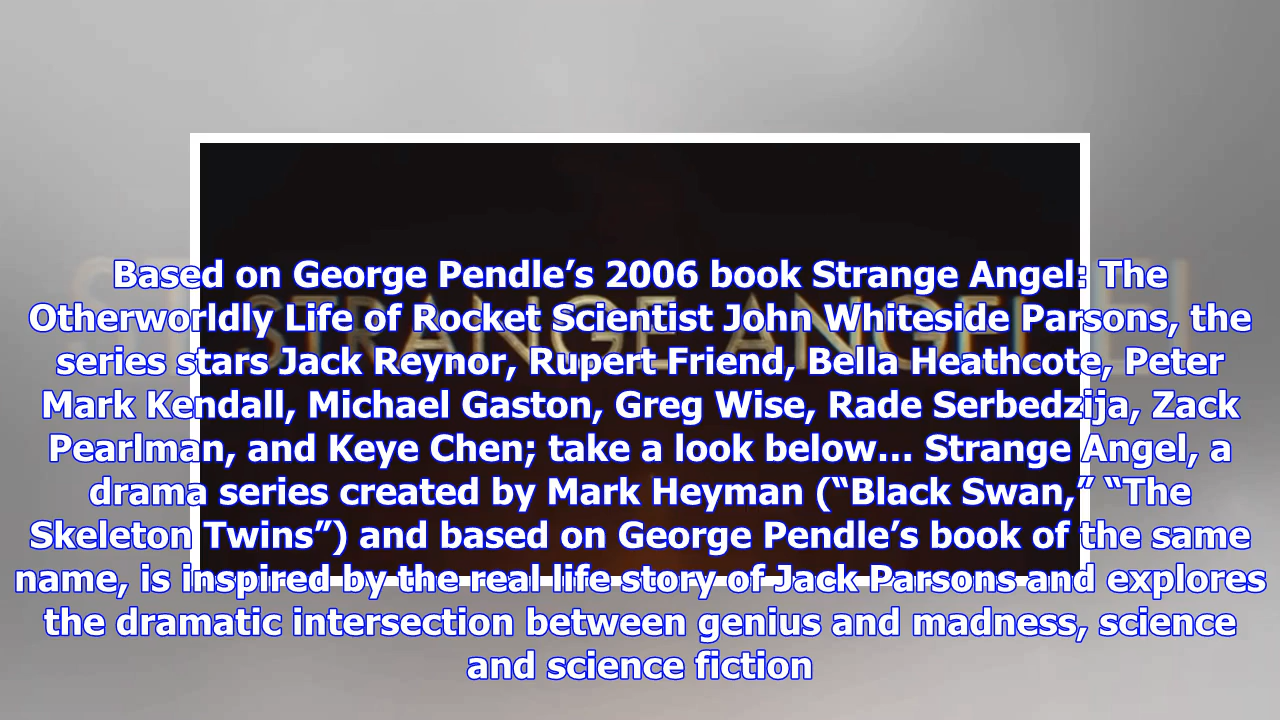 Based on George Pendle’s 2006 book Strange Angel: The
Otherworldly Life of Rocket Scientist John Whiteside Parsons, the
series stars Jack Reynor, Rupert Friend, Bella Heathcote, Peter
Mark Kendall, Michael Gaston, Greg Wise, Rade Serbedzija, Zack
Pearlman, and Keye Chen; take a look below… Strange Angel, a
drama series created by Mark Heyman (“Black Swan,” “The
Skeleton Twins”) and based on George Pendle’s book of the same
name, is inspired by the real life story of Jack Parsons and explores
the dramatic intersection between genius and madness, science
and science fiction
STRANGE ANGEL